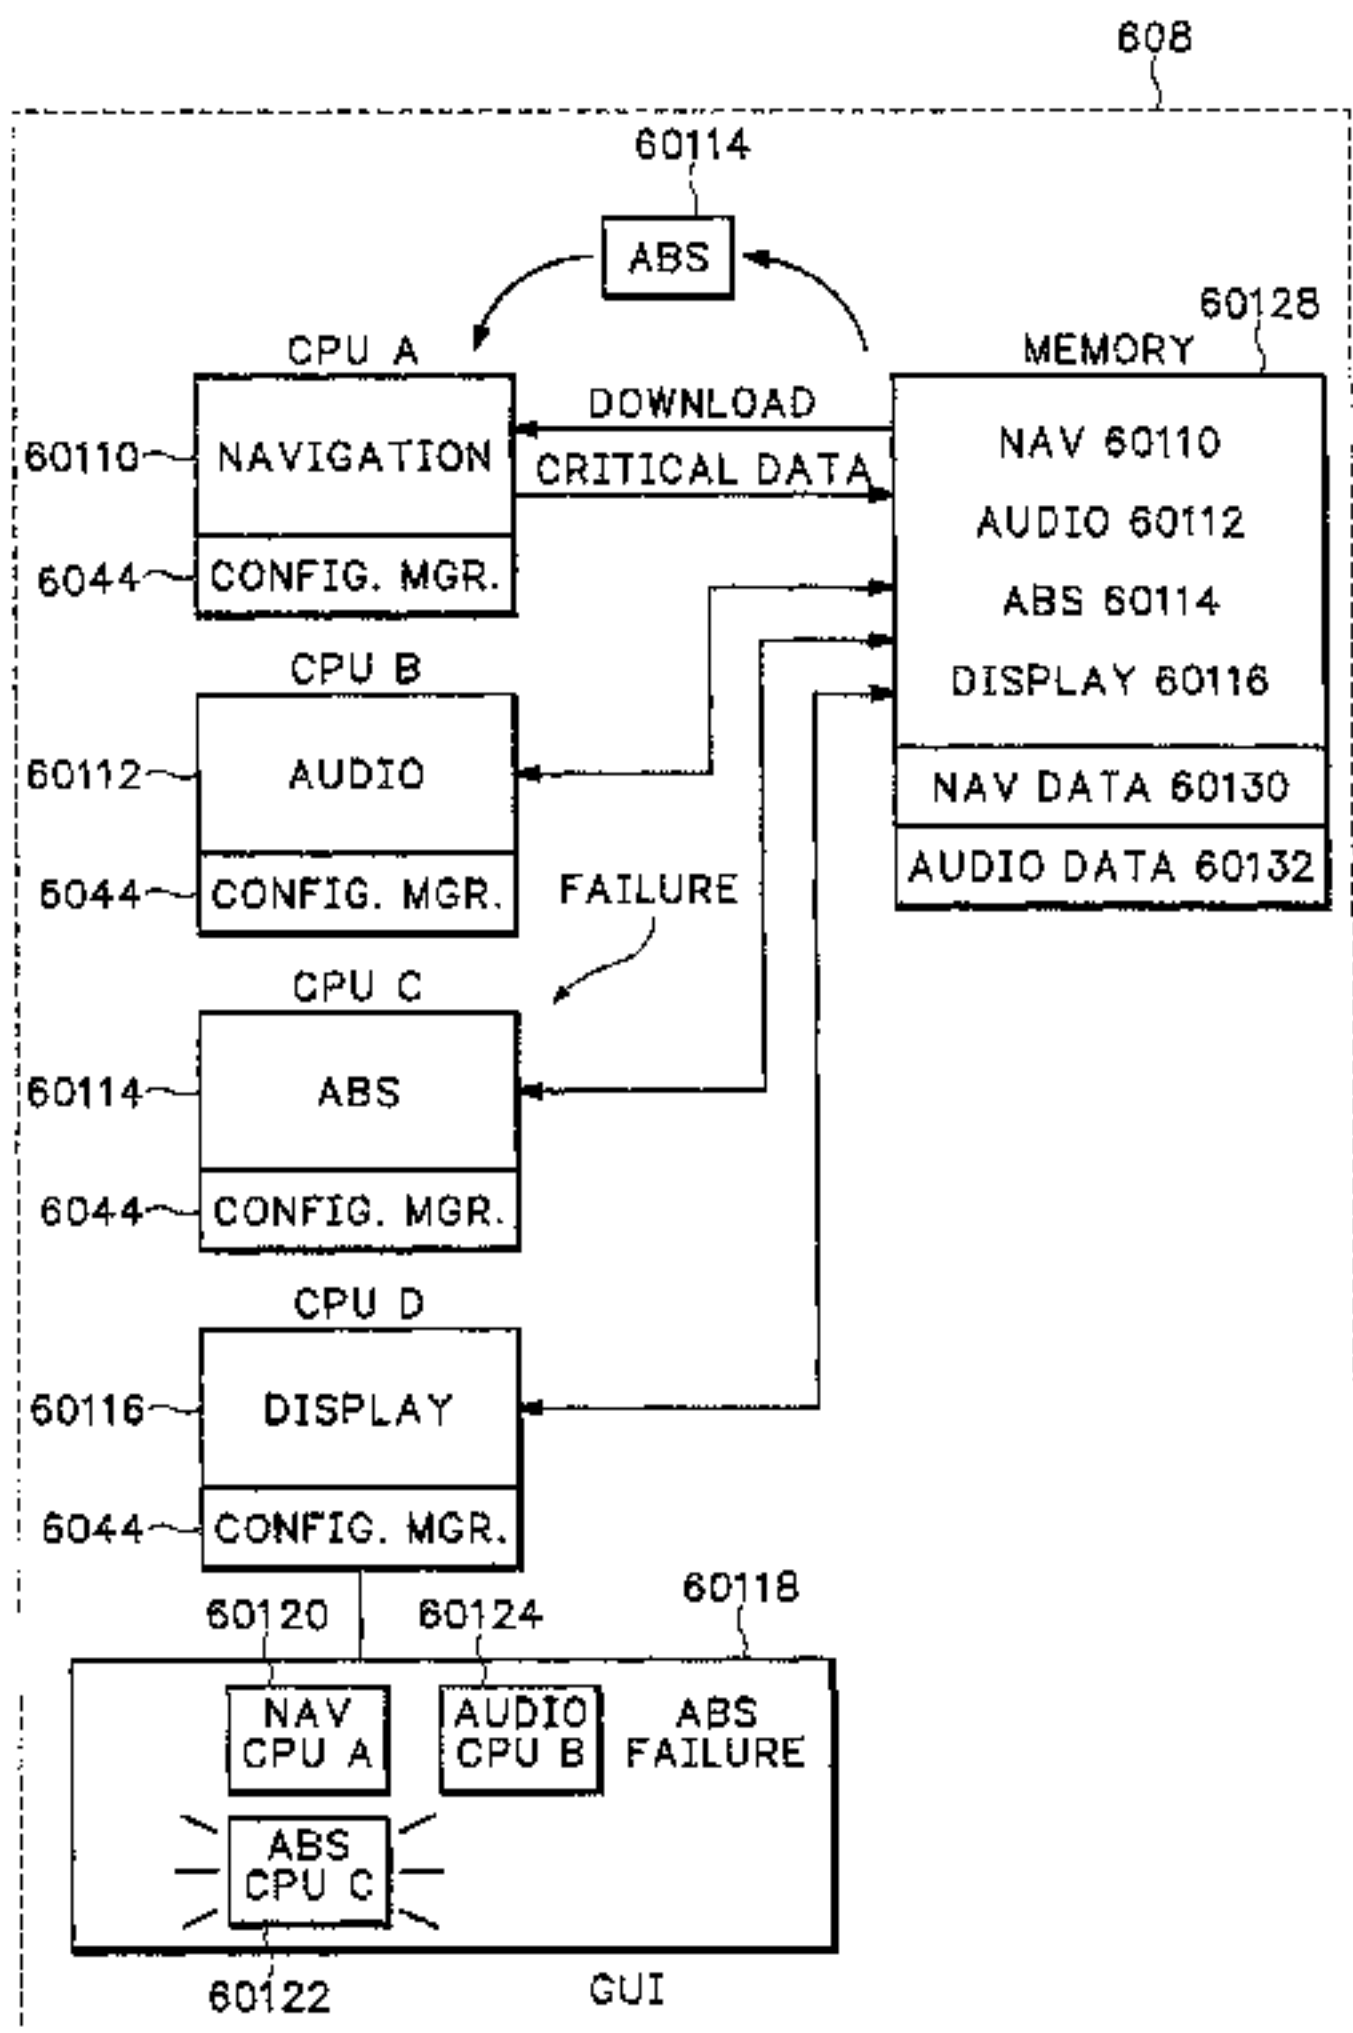 608
60114
ABS
60128
CPU A
MEMORY
DOWNLOAD
NAV 60110
60110
NAVIGATION
CRITICAL DATA
AUDIO 60112
6044
CONFIG. MGR.
ABS 60114
CPU B
DISPLAY 60116
60112
AUDIO
NAV DATA 60130
6044
CONFIG. MGR.
FAILURE
AUDIO DATA 60132
CPU C
60114
ABS
6044
CONFIG. MGR.
CPU D
60116
DISPLAY
6044
CONFIG. MGR.
60120
60124
60118
NAV
CPU A
AUDIO
CPU B
ABS
FAILURE
ABS
CPU C
60122
GUI